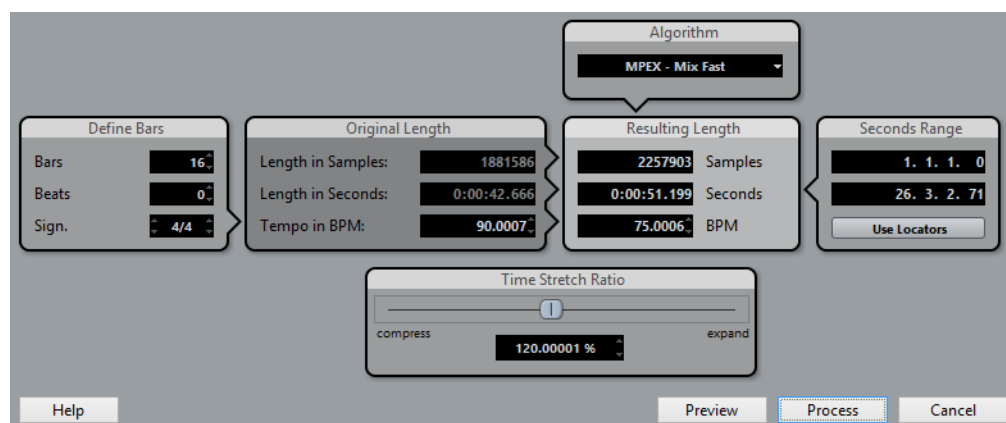 Algorithm
MPEX - Mix Fast
Define Bars
Bars 16
Beats 0
Sign. 4/4
Original Length
Length in Samples: 1881586
Length in Seconds: 0:00:42.666
Tempo in BPM: 90.0007
Resulting Length
2257903 Samples
0:00:51.199 Seconds
75.0006 BPM
Seconds Range
1. 1. 1. 0
26. 3. 2. 71
Use Locators
Time Stretch Ratio
compress expand
120.00001 %
Help Preview Process Cancel